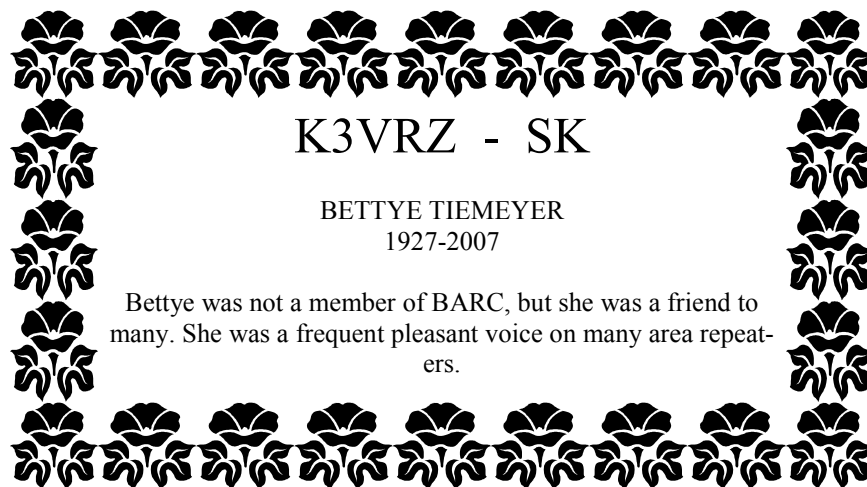 K3VRZ - SK
BETTYE TIEMEYER
1927-2007
Bettye was not a member of BARC, but she was a friend to
many. She was a frequent pleasant voice on many area repeat-
ers.